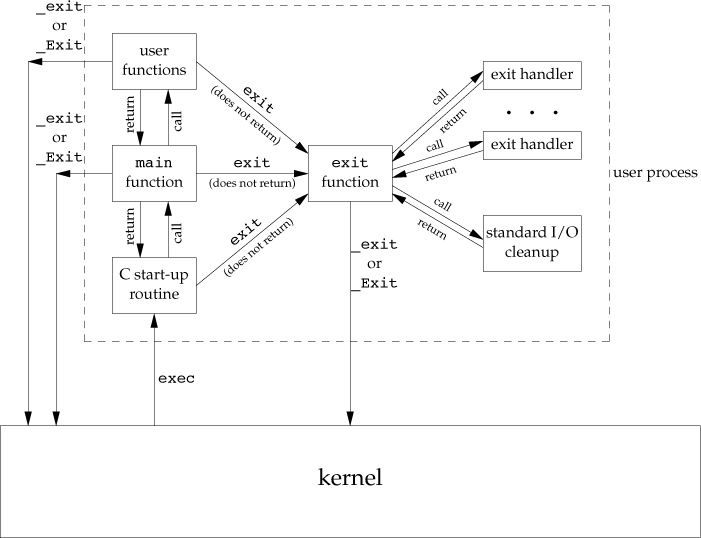 _exit
or
_Exit
user
functions
exit
(does not return)
call
return
exit handler
. . .
return
call
_exit
or
_Exit
main
function
exit
(does not return)
exit
function
call
return
exit handler
user process
return
call
exit
(does not return)
call
return
standard I/O
cleanup
C start-up
routine
_exit
or
_Exit
exec
kernel